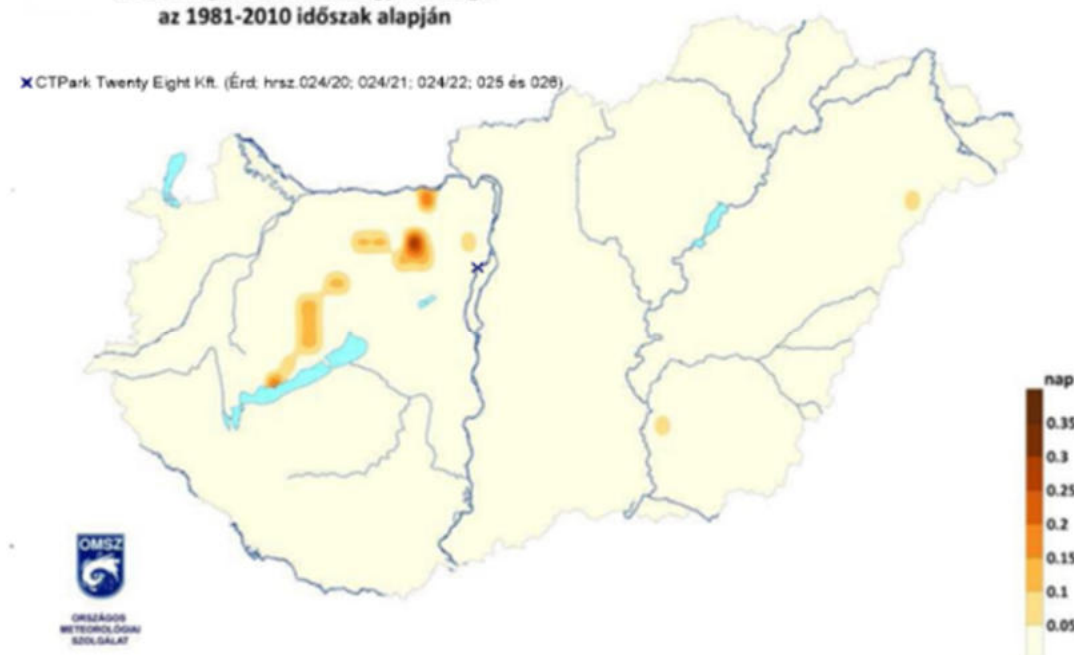 az 1981-2010 időszak alapján
×CTPark Twenty Eight Kft. (Érd; hrsz.024/20; 024/21; 024/22; 025 és 026)
nap
0.35
0.3
0.25
0.2
0.15
0.1
0.05
OMSZ
ORSZÁGOS
METEOROLÓGIAI
SZOLGÁLAT